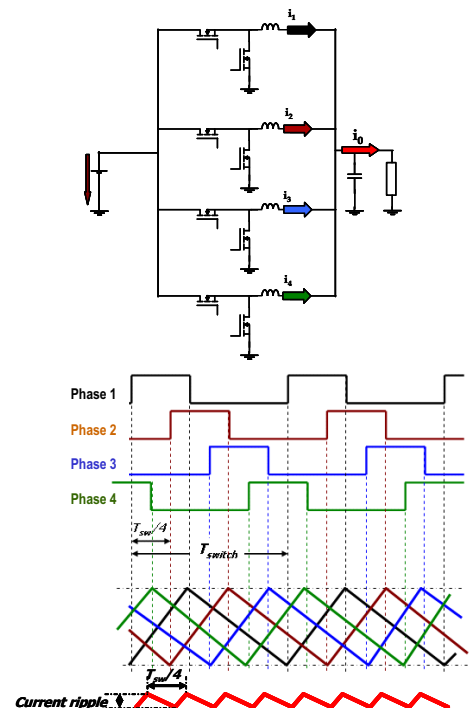 i1
i2
i0
i3
i4
Phase 1
Phase 2
Phase 3
Phase 4
Tsw/4
Tswitch
Tsw/4
Current ripple